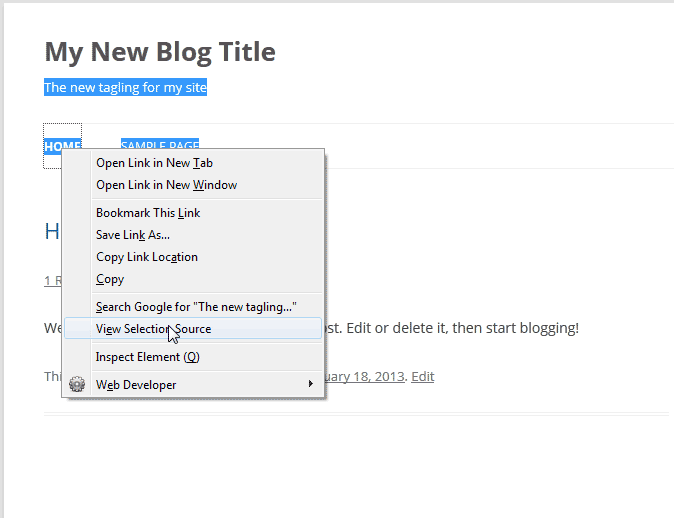 My New Blog Title
The new tagling for my site
HOME SAMPLE PAGE
Open Link in New Tab
Open Link in New Window
Bookmark This Link
H
Save Link As...
Copy Link Location
1 R
Copy
Search Google for "The new tagling..."
We
View Selection Source
st. Edit or delete it, then start blogging!
Inspect Element (Q)
Thi
Web Developer
uary 18, 2013. Edit